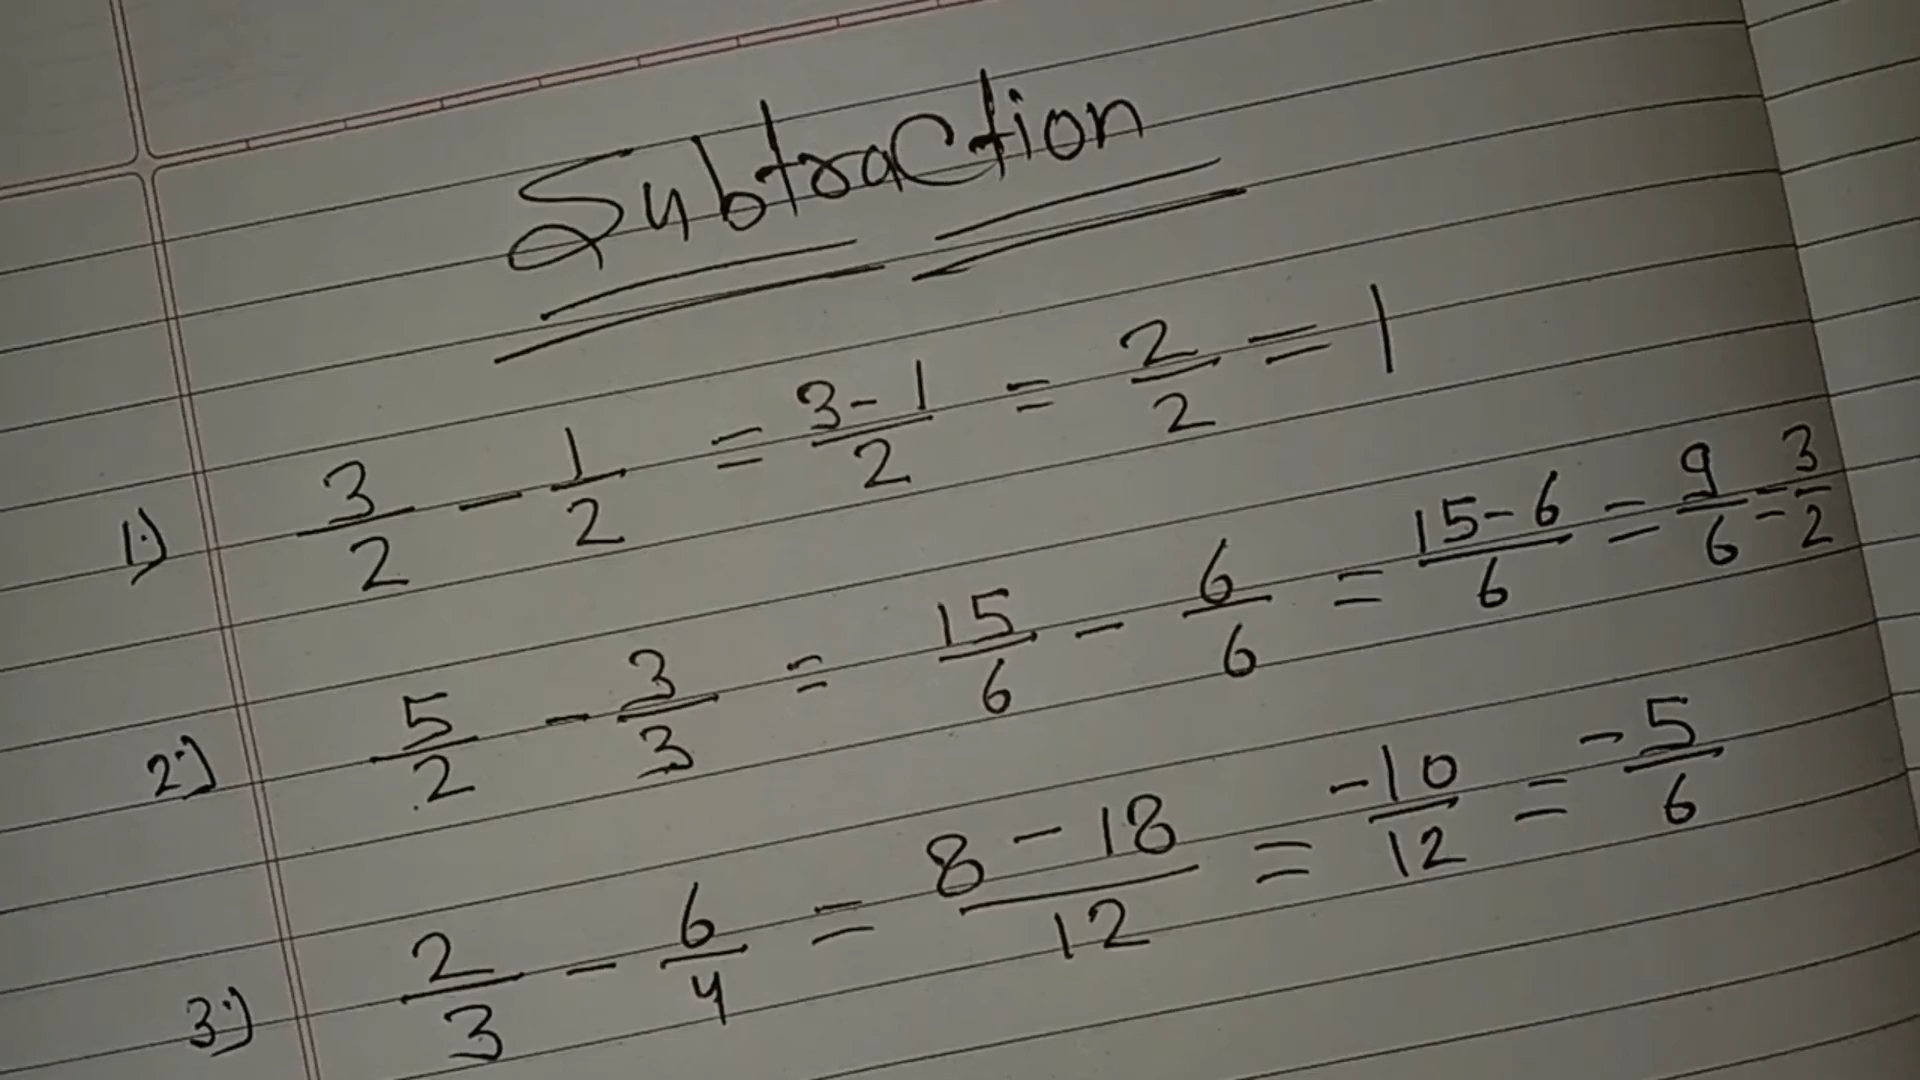 Subtraction
1.) 3/2 - 1/2 = 3-1/2 = 2/2 = 1
2.) 5/2 - 3/3 = 15/6 - 6/6 = 15-6/6 = 9/6 = 3/2
3.) 2/3 - 6/4 = 8-18/12 = -10/12 = -5/6